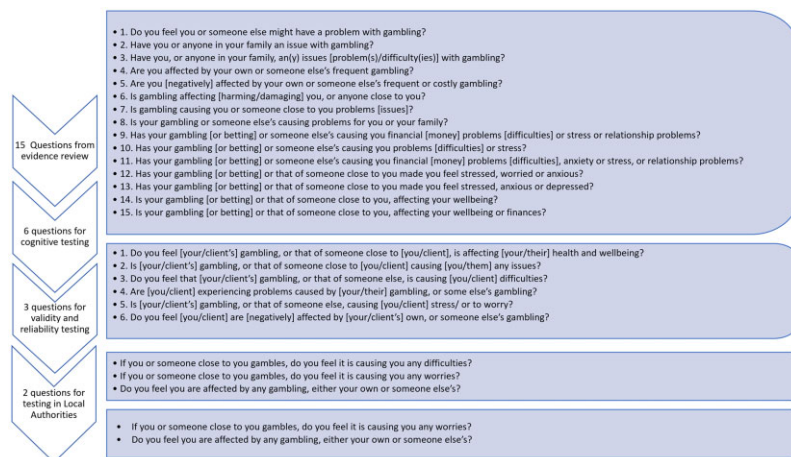 15 Questions from
evidence review
• 1. Do you feel you or someone else might have a problem with gambling?
• 2. Have you or anyone in your family an issue with gambling?
• 3. Have you, or anyone in your family, an(y) issues [problem(s)/difficulty(ies)] with gambling?
• 4. Are you affected by your own or someone else's frequent gambling?
• 5. Are you [negatively] affected by your own or someone else's frequent or costly gambling?
• 6. Is gambling affecting [harming/damaging] you, or anyone close to you?
• 7. Is gambling causing you or someone close to you problems [issues]?
• 8. Is your gambling or someone else's causing problems for you or your family?
• 9. Has your gambling [or betting] or someone else's causing you financial [money] problems [difficulties] or stress or relationship problems?
• 10. Has your gambling [or betting] or someone else's causing you problems [difficulties] or stress?
• 11. Has your gambling [or betting] or someone else's causing you financial [money] problems [difficulties], anxiety or stress, or relationship problems?
• 12. Has your gambling [or betting] or that of someone close to you made you feel stressed, worried or anxious?
• 13. Has your gambling [or betting] or that of someone close to you made you feel stressed, anxious or depressed?
• 14. Is your gambling [or betting] or that of someone close to you, affecting your wellbeing?
• 15. Is your gambling [or betting] or that of someone close to you, affecting your wellbeing or finances?
6 questions for
cognitive testing
• 1. Do you feel [your/client's] gambling, or that of someone close to [you/client], is affecting [your/their] health and wellbeing?
• 2. Is [your/client's] gambling, or that of someone close to [you/client] causing [you/them] any issues?
• 3. Do you feel that [your/client's] gambling, or that of someone else, is causing [you/client] difficulties?
• 4. Are [you/client] experiencing problems caused by [your/their] gambling, or some else's gambling?
• 5. Is [your/client's] gambling, or that of someone else, causing [you/client] stress/ or to worry?
• 6. Do you feel [you/client] are [negatively] affected by [your/client's] own, or someone else's gambling?
3 questions for
validity and
reliability testing
• If you or someone close to you gambles, do you feel it is causing you any difficulties?
• If you or someone close to you gambles, do you feel it is causing you any worries?
• Do you feel you are affected by any gambling, either your own or someone else's?
2 questions for
testing in Local
Authorities
• If you or someone close to you gambles, do you feel it is causing you any worries?
• Do you feel you are affected by any gambling, either your own or someone else's?